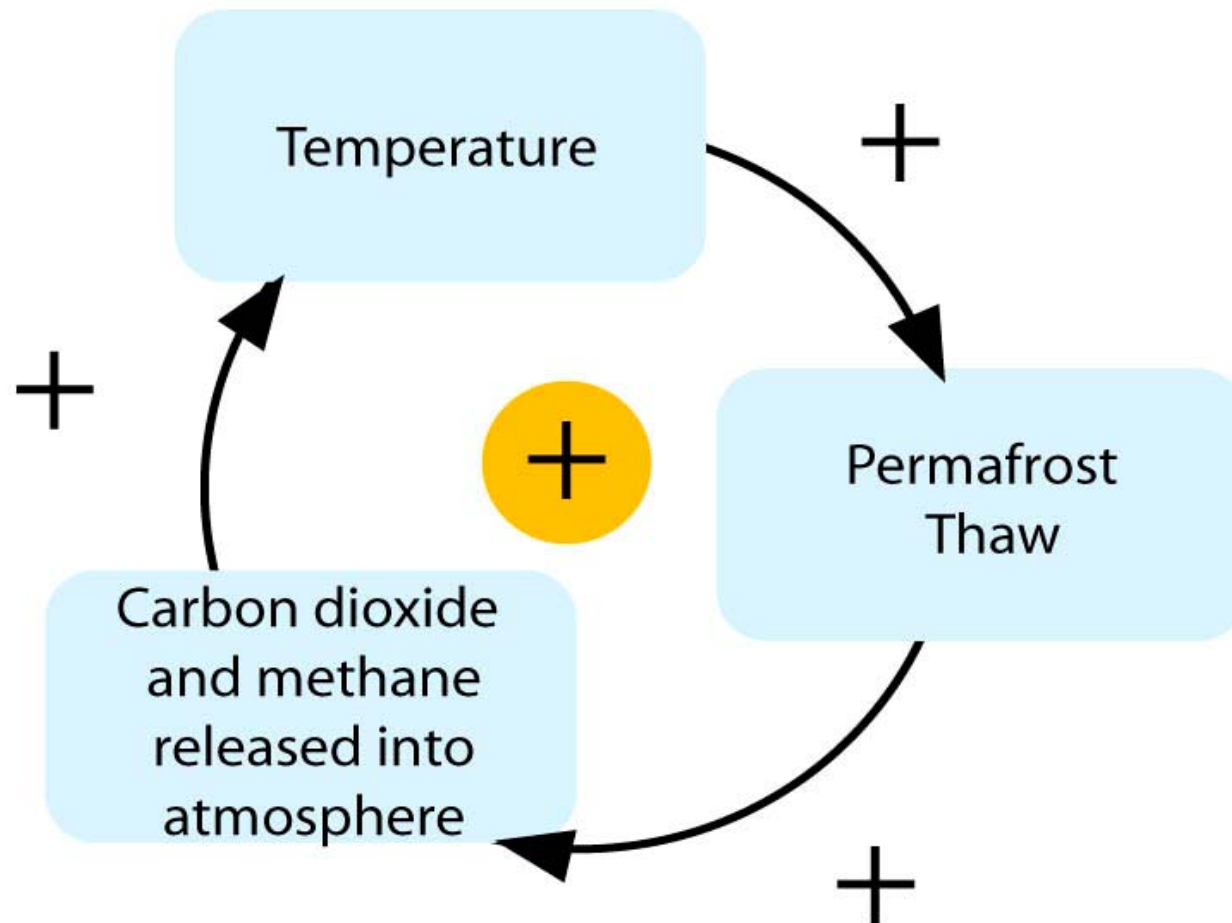 Temperature
+
+
+
Permafrost
Thaw
Carbon dioxide
and methane
released into
atmosphere
+